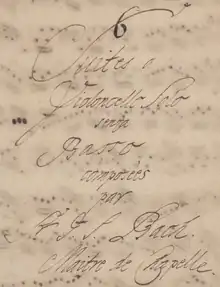 6
Suites a
Violoncello Solo
senza
Basso
composées
par
J. S. Bach.
Maitre de Chapelle